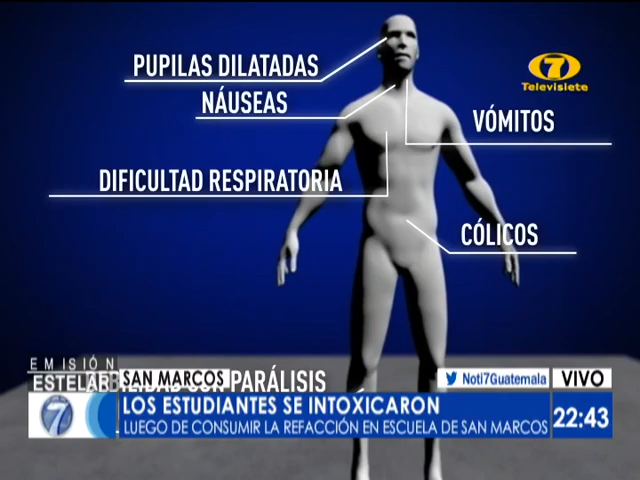 PUPILAS DILATADAS
7
Televisiete
NÁUSEAS
VÓMITOS
DIFICULTAD RESPIRATORIA
CÓLICOS
PARÁLISIS
EMISIÓN
ESTELAR
SAN MARCOS
Noti7Guatemala
VIVO
7
LOS ESTUDIANTES SE INTOXICARON
LUEGO DE CONSUMIR LA REFACCIÓN EN ESCUELA DE SAN MARCOS
22:43